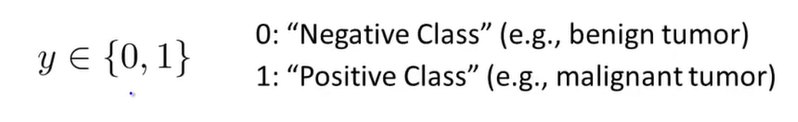 y ∈ {0, 1}
0: “Negative Class” (e.g., benign tumor)
1: “Positive Class” (e.g., malignant tumor)